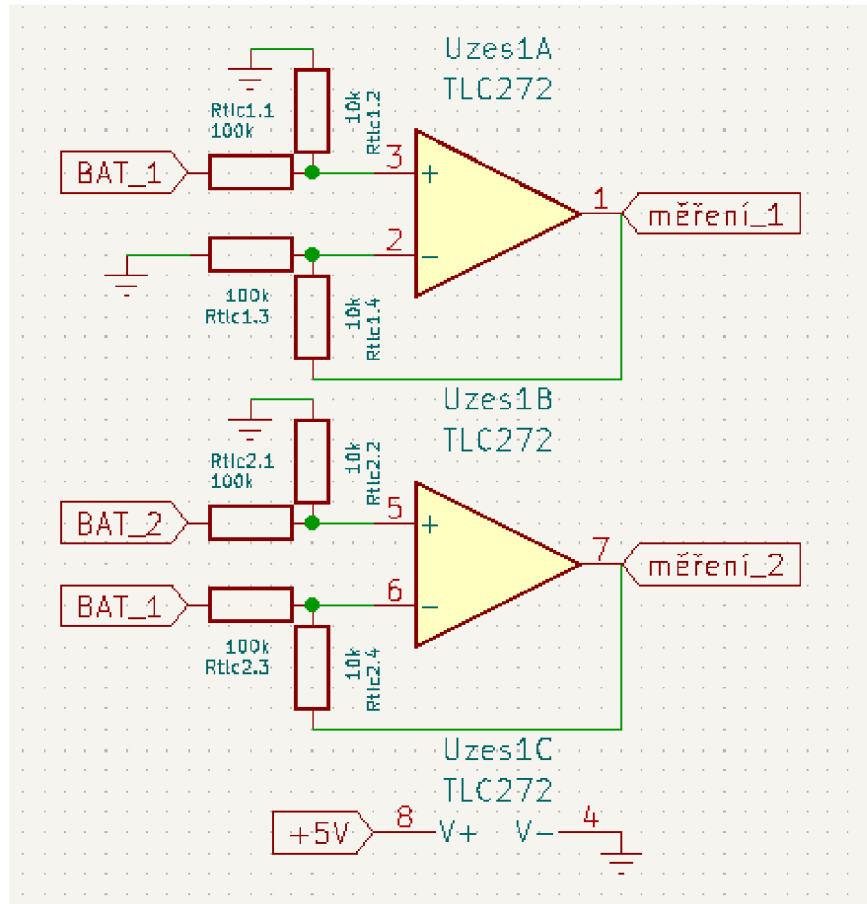 Uzes1A
TLC272
Rtlc1.1
100k
10k
Rtlc1.2
BAT_1
3
+
1
měření_1
2
−
100k
Rtlc1.3
10k
Rtlc1.4
Uzes1B
TLC272
Rtlc2.1
100k
10k
Rtlc2.2
BAT_2
5
+
7
měření_2
BAT_1
6
−
100k
Rtlc2.3
10k
Rtlc2.4
Uzes1C
TLC272
+5V
8
V+
V−
4